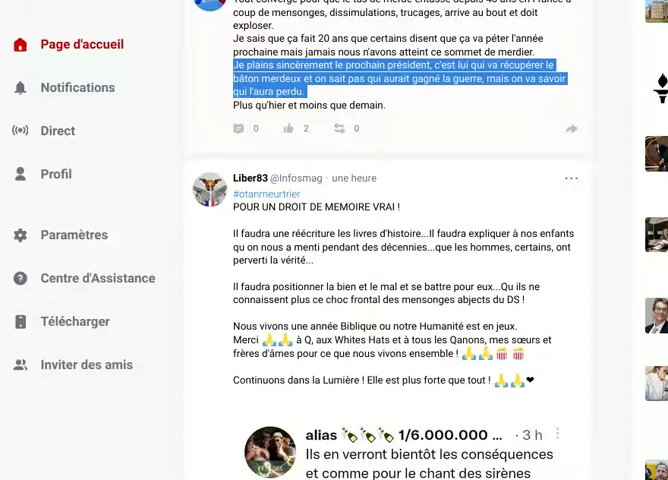 Tout converge pour que le tas de merde entassé depuis 40 ans en France à
coup de mensonges, dissimulations, trucages, arrive au bout et doit
exploser.
Je sais que ça fait 20 ans que certains disent que ça va péter l'année
prochaine mais jamais nous n'avons atteint ce sommet de merdier.
Je plains sincèrement le prochain président, c'est lui qui va récupérer le
bâton merdeux et on sait pas qui aurait gagné la guerre, mais on va savoir
qui l'aura perdu.
Plus qu'hier et moins que demain.
0 2 0
Page d'accueil
Notifications
Direct
Profil
Paramètres
Centre d'Assistance
Télécharger
Inviter des amis
Liber83 @Infosmag · une heure
#otanmeurtrier
POUR UN DROIT DE MEMOIRE VRAI !
Il faudra une réécriture les livres d'histoire...Il faudra expliquer à nos enfants
qu on nous a menti pendant des décennies...que les hommes, certains, ont
perverti la vérité...
Il faudra positionner la bien et le mal et se battre pour eux...Qu ils ne
connaissent plus ce choc frontal des mensonges abjects du DS !
Nous vivons une année Biblique ou notre Humanité est en jeux.
Merci 🙏🙏 à Q, aux White Hats et à tous les Qanons, mes sœurs et
frères d'âmes pour ce que nous vivons ensemble ! 🙏🙏🍿🍿
Continuons dans la Lumière ! Elle est plus forte que tout ! 🙏🙏❤
alias 🍾🍾🍾 1/6.000.000 ... · 3 h
Ils en verront bientôt les conséquences
et comme pour le chant des sirènes